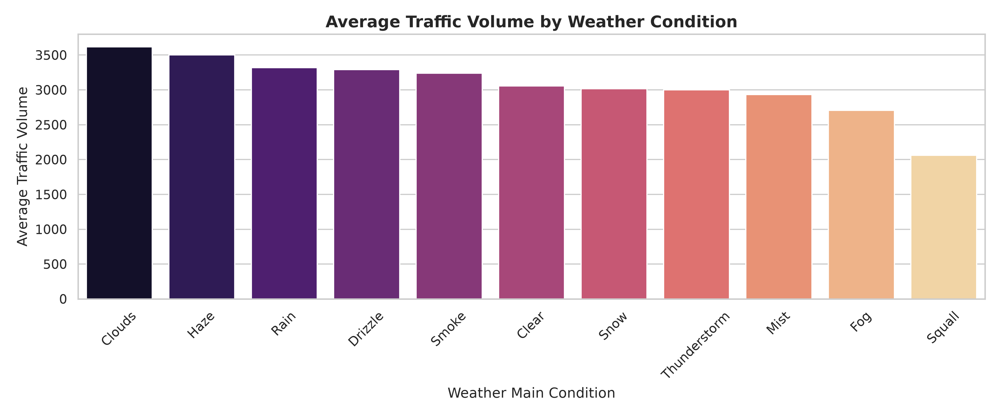 Average Traffic Volume by Weather Condition
Average Traffic Volume
3500
3000
2500
2000
1500
1000
500
0
Clouds
Haze
Rain
Drizzle
Smoke
Clear
Snow
Thunderstorm
Mist
Fog
Squall
Weather Main Condition